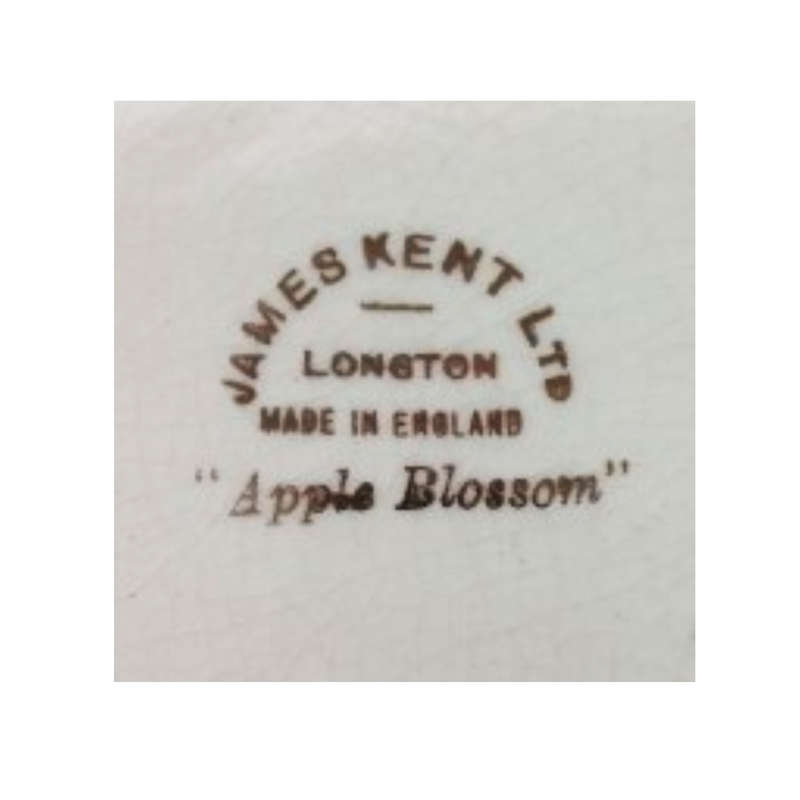 JAMES KENT LTD
LONGTON
MADE IN ENGLAND
"Apple Blossom"